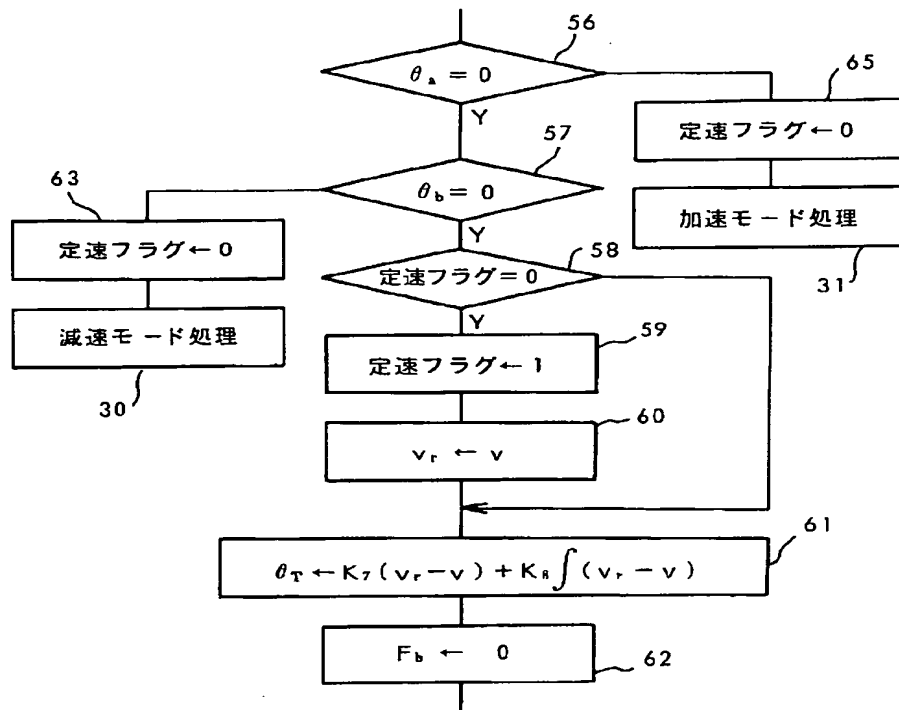 56
θa = 0
65
Y
定速フラグ←0
57
63
θb = 0
加速モード処理
定速フラグ←0
Y
58
31
定速フラグ=0
減速モード処理
Y
59
30
定速フラグ←1
60
vr ← v
61
θT ← K7(vr−v) + K8∫(vr−v)
Fb ← 0
62